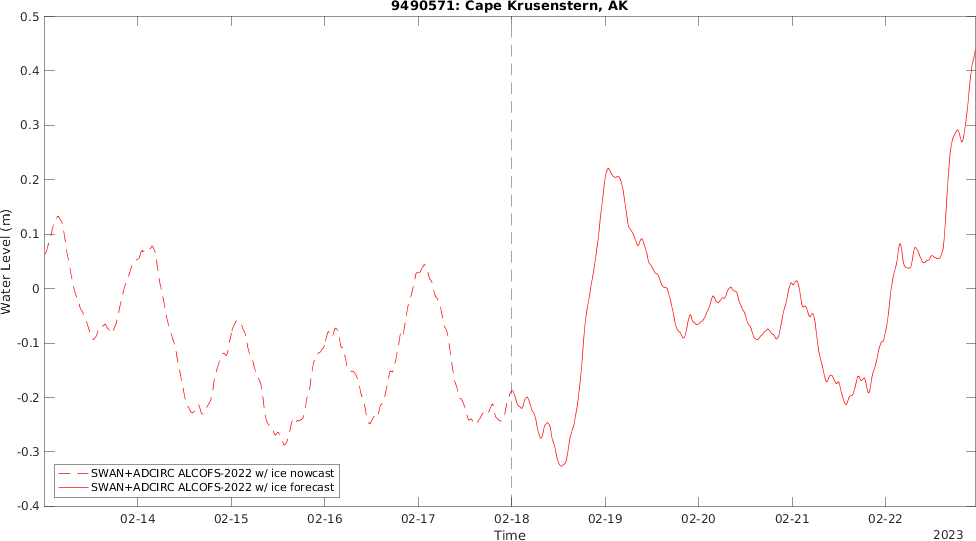 9490571: Cape Krusenstern, AK
0.5
0.4
0.3
0.2
0.1
0
-0.1
-0.2
-0.3
-0.4
Water Level (m)
SWAN+ADCIRC ALCOFS-2022 w/ ice nowcast
SWAN+ADCIRC ALCOFS-2022 w/ ice forecast
02-14 02-15 02-16 02-17 02-18 02-19 02-20 02-21 02-22
Time
2023